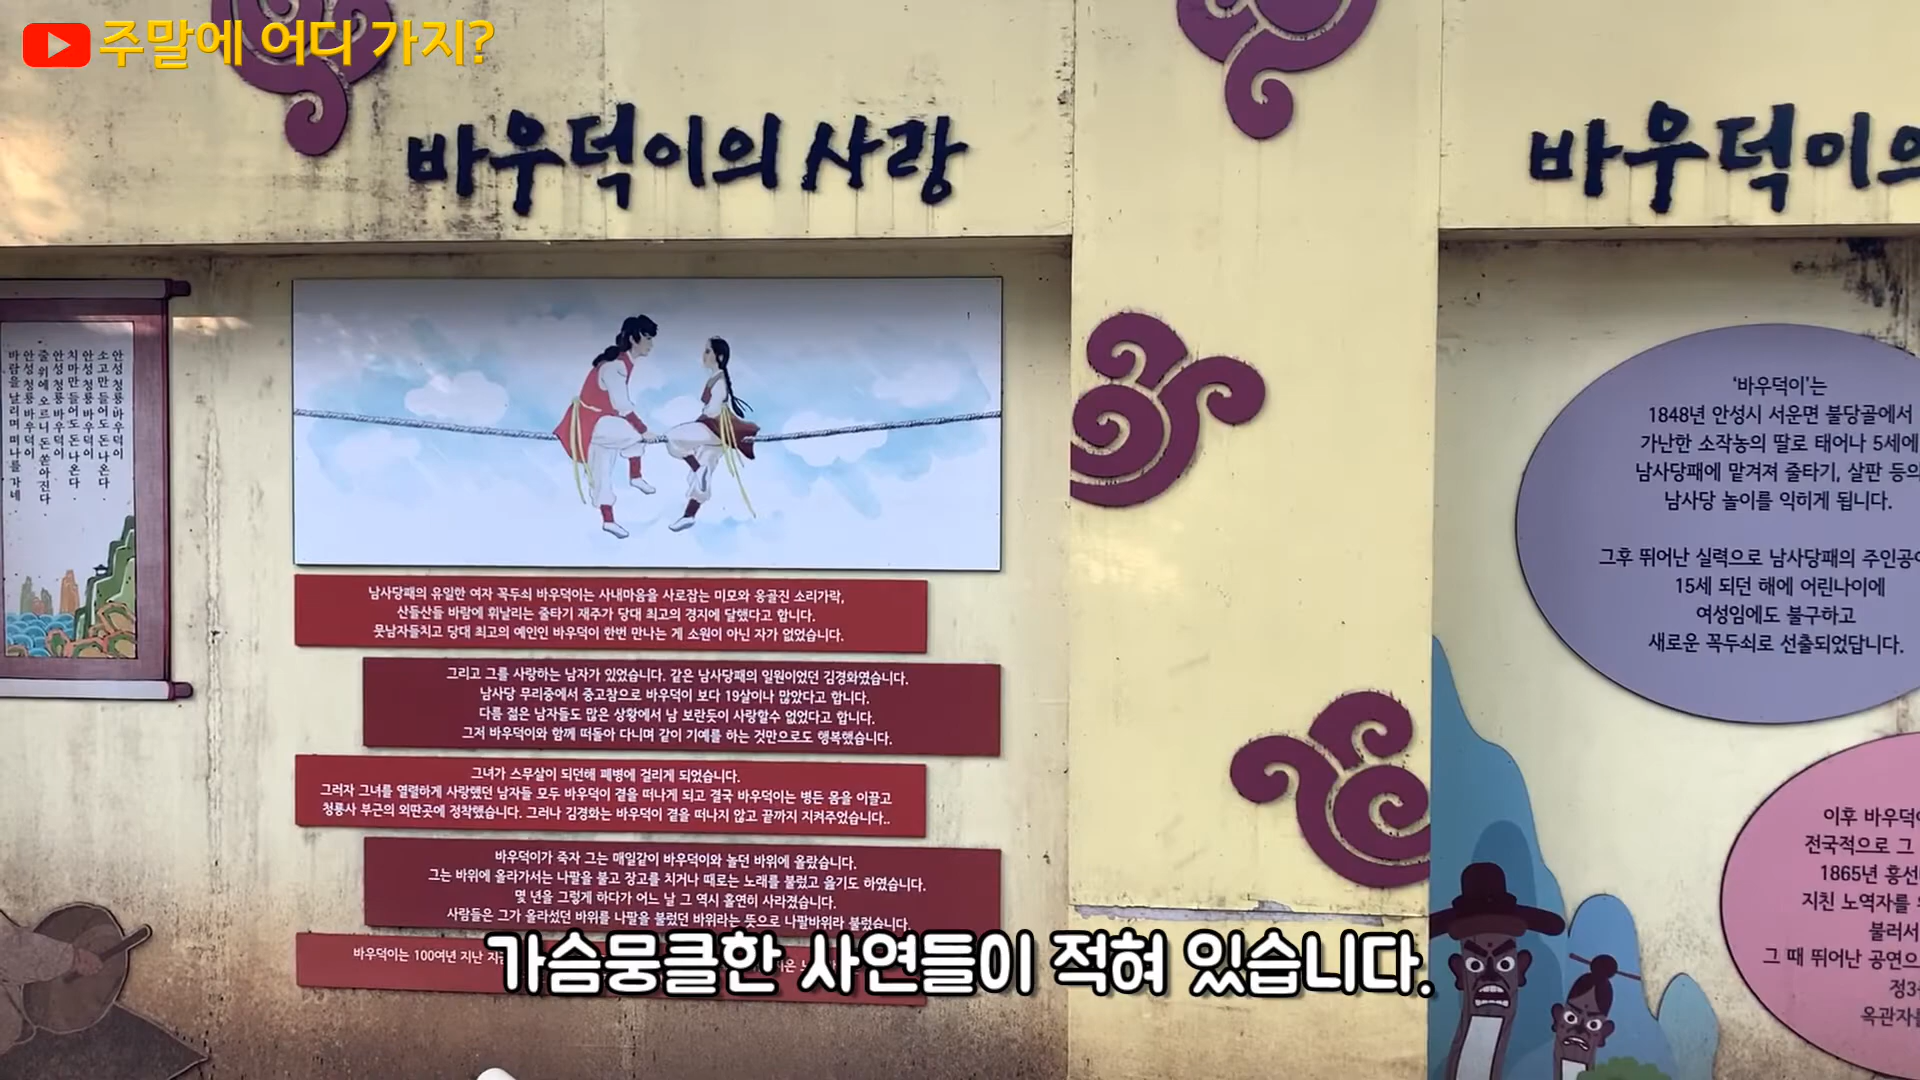 주말에 어디 가지?
바우덕이의 사랑
바우덕이의
안성 청룡 바우덕이
소고만 들어도 돈 나온다.
안성 청룡 바우덕이
치마만 들어도 돈 나온다.
안성 청룡 바우덕이
줄 위에 오르니 돈 쏟아진다
안성 청룡 바우덕이
바람을 날리며 떠나를 가네
남사당패의 유일한 여자 꼭두쇠 바우덕이는 사내마음을 사로잡는 미모와 옹골진 소리가락,
산들산들 바람에 휘날리는 줄타기 재주가 당대 최고의 경지에 달했다고 합니다.
뭇남자들치고 당대 최고의 예인인 바우덕이 한번 만나는 게 소원이 아닌 자가 없었습니다.
그리고 그를 사랑하는 남자가 있었습니다. 같은 남사당패의 일원이었던 김경화였습니다.
남사당 무리중에서 중고참으로 바우덕이 보다 19살이나 많았다고 합니다.
다름 젊은 남자들도 많은 상황에서 남 보란듯이 사랑할수 없었다고 합니다.
그저 바우덕이와 함께 떠돌아 다니며 같이 기예를 하는 것만으로도 행복했습니다.
그녀가 스무살이 되던해 폐병에 걸리게 되었습니다.
그러자 그녀를 열렬하게 사랑했던 남자들 모두 바우덕이 곁을 떠나게 되고 결국 바우덕이는 병든 몸을 이끌고
청룡사 부근의 외딴곳에 정착했습니다. 그러나 김경화는 바우덕이 곁을 떠나지 않고 끝까지 지켜주었습니다..
바우덕이가 죽자 그는 매일같이 바우덕이와 놀던 바위에 올랐습니다.
그는 바위에 올라가서는 나팔을 불고 장고를 치거나 때로는 노래를 불렀고 읊기도 하였습니다.
몇 년을 그렇게 하다가 어느 날 그 역시 홀연히 사라졌습니다.
사람들은 그가 올라섰던 바위를 나팔을 불렀던 바위라는 뜻으로 나팔바위라 불렀습니다.
바우덕이는 100여년 지난
가슴뭉클한 사연들이 적혀 있습니다.
'바우덕이'는
1848년 안성시 서운면 불당골에서
가난한 소작농의 딸로 태어나 5세에
남사당패에 맡겨져 줄타기, 살판 등의
남사당 놀이를 익히게 됩니다.
그후 뛰어난 실력으로 남사당패의 주인공이
15세 되던 해에 어린나이에
여성임에도 불구하고
새로운 꼭두쇠로 선출되었답니다.
이후 바우덕이
전국적으로 그
1865년 흥선
지친 노역자를
불러서
그 때 뛰어난 공연으
정3
옥관자를